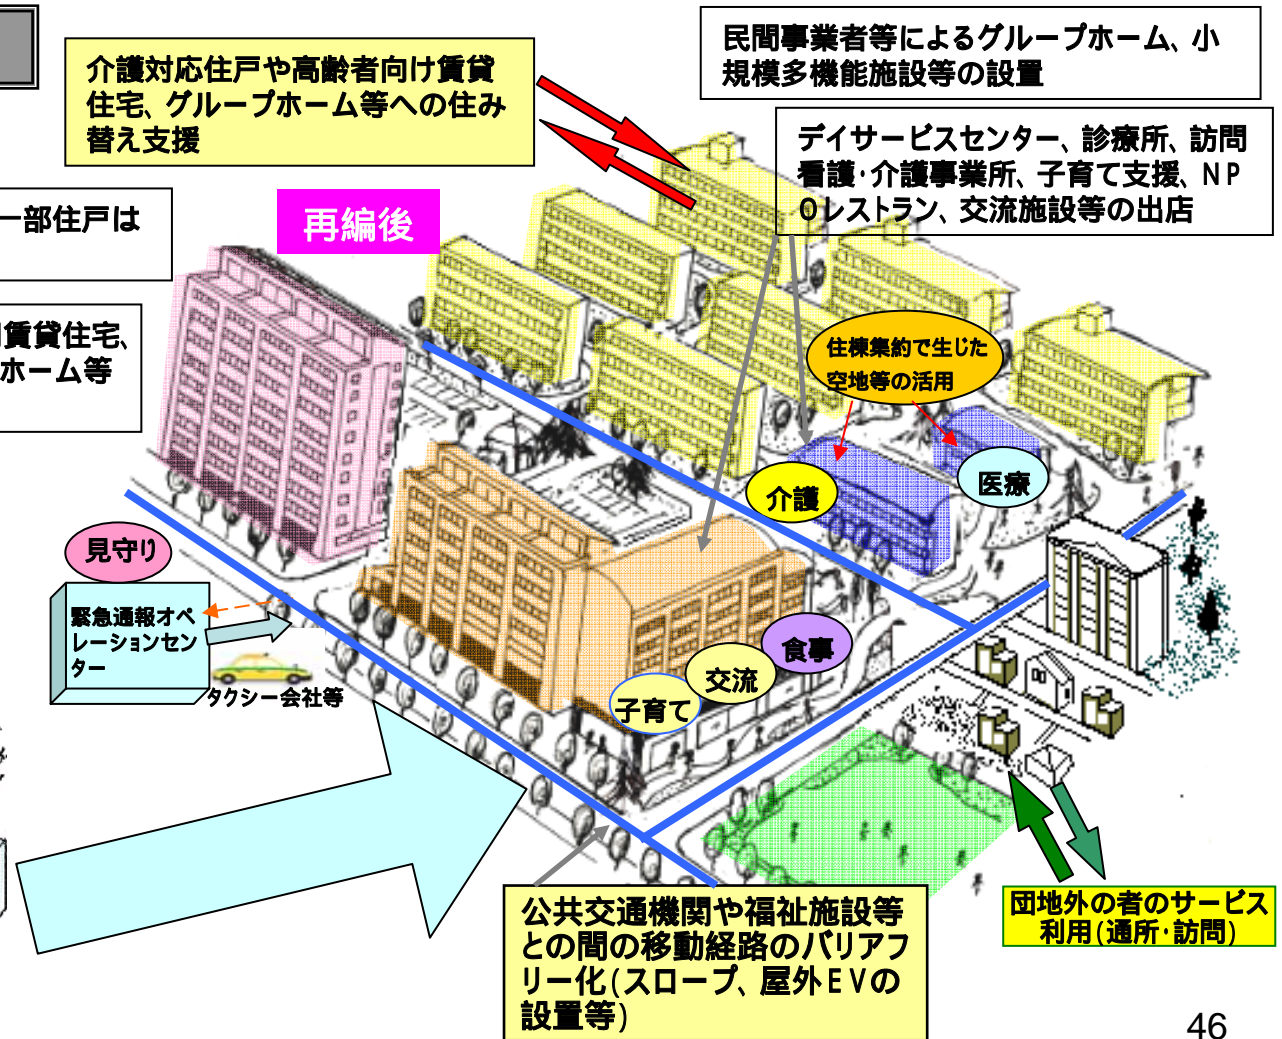 民間事業者等によるグループホーム、小
規模多機能施設等の設置
介護対応住戸や高齢者向け賃貸
住宅、グループホーム等への住み
替え支援
デイサービスセンター、診療所、訪問
看護・介護事業所、子育て支援、NP
Oレストラン、交流施設等の出店
一部住戸は
再編後
賃貸住宅、
ホーム等
住棟集約で生じた
空地等の活用
介護
医療
見守り
緊急通報オペ
レーションセン
ター
タクシー会社等
食事
交流
子育て
公共交通機関や福祉施設等
との間の移動経路のバリアフ
リー化(スロープ、屋外EVの
設置等)
団地外の者のサービス
利用(通所・訪問)
46